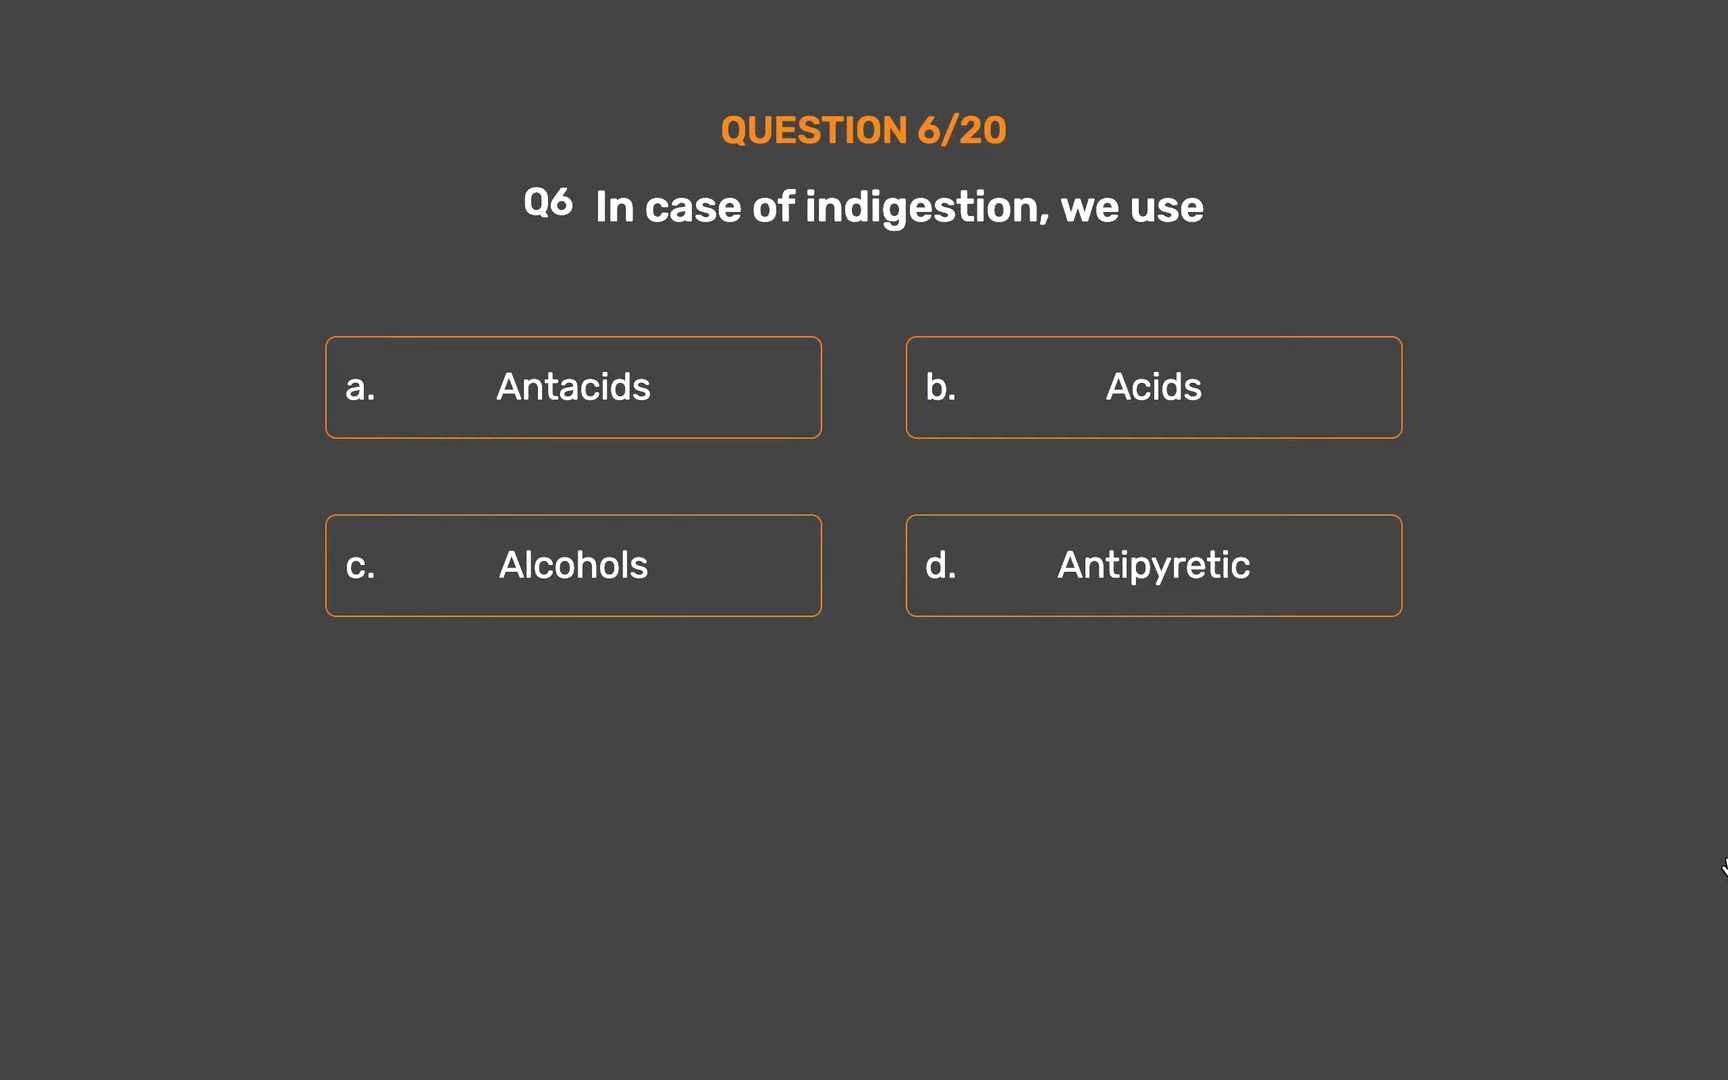 QUESTION 6/20
Q6 In case of indigestion, we use
a. Antacids
b. Acids
c. Alcohols
d. Antipyretic